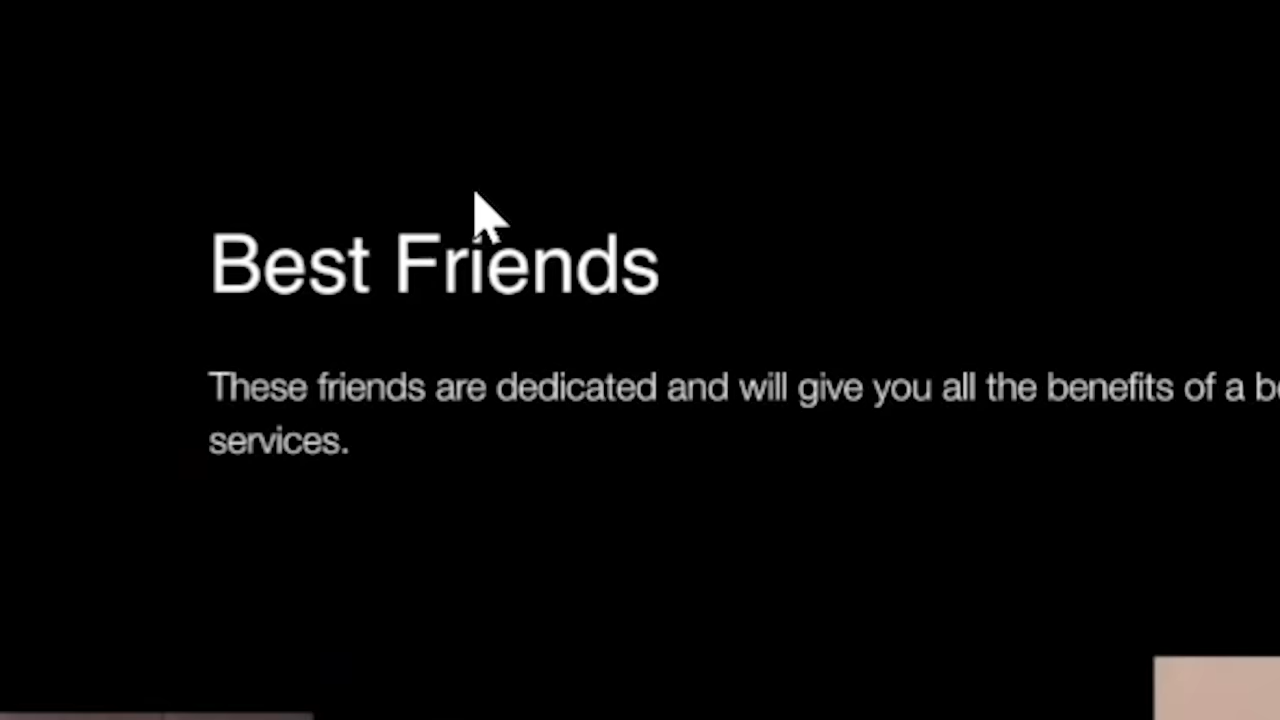 Best Friends
These friends are dedicated and will give you all the benefits of a
services.